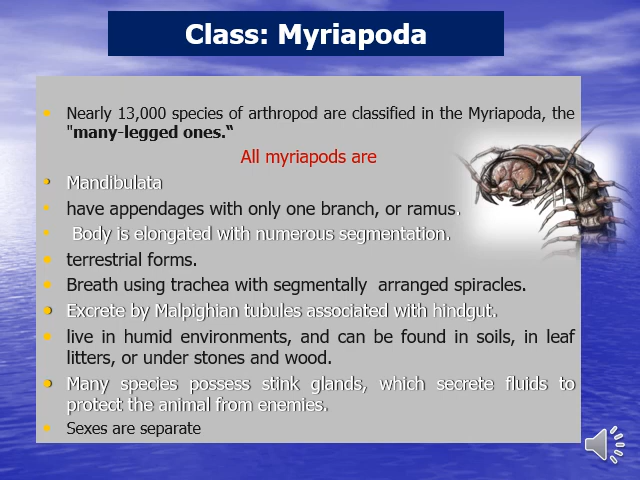 Class: Myriapoda
• Nearly 13,000 species of arthropod are classified in the Myriapoda, the
"many-legged ones.“
All myriapods are
• Mandibulata
• have appendages with only one branch, or ramus.
• Body is elongated with numerous segmentation.
• terrestrial forms.
• Breath using trachea with segmentally arranged spiracles.
• Excrete by Malpighian tubules associated with hindgut.
• live in humid environments, and can be found in soils, in leaf
litters, or under stones and wood.
• Many species possess stink glands, which secrete fluids to
protect the animal from enemies.
• Sexes are separate